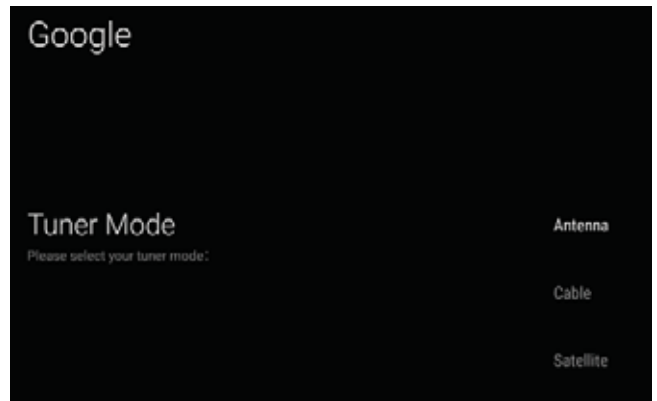 Google
Tuner Mode
Please select your tuner mode:
Antenna
Cable
Satellite